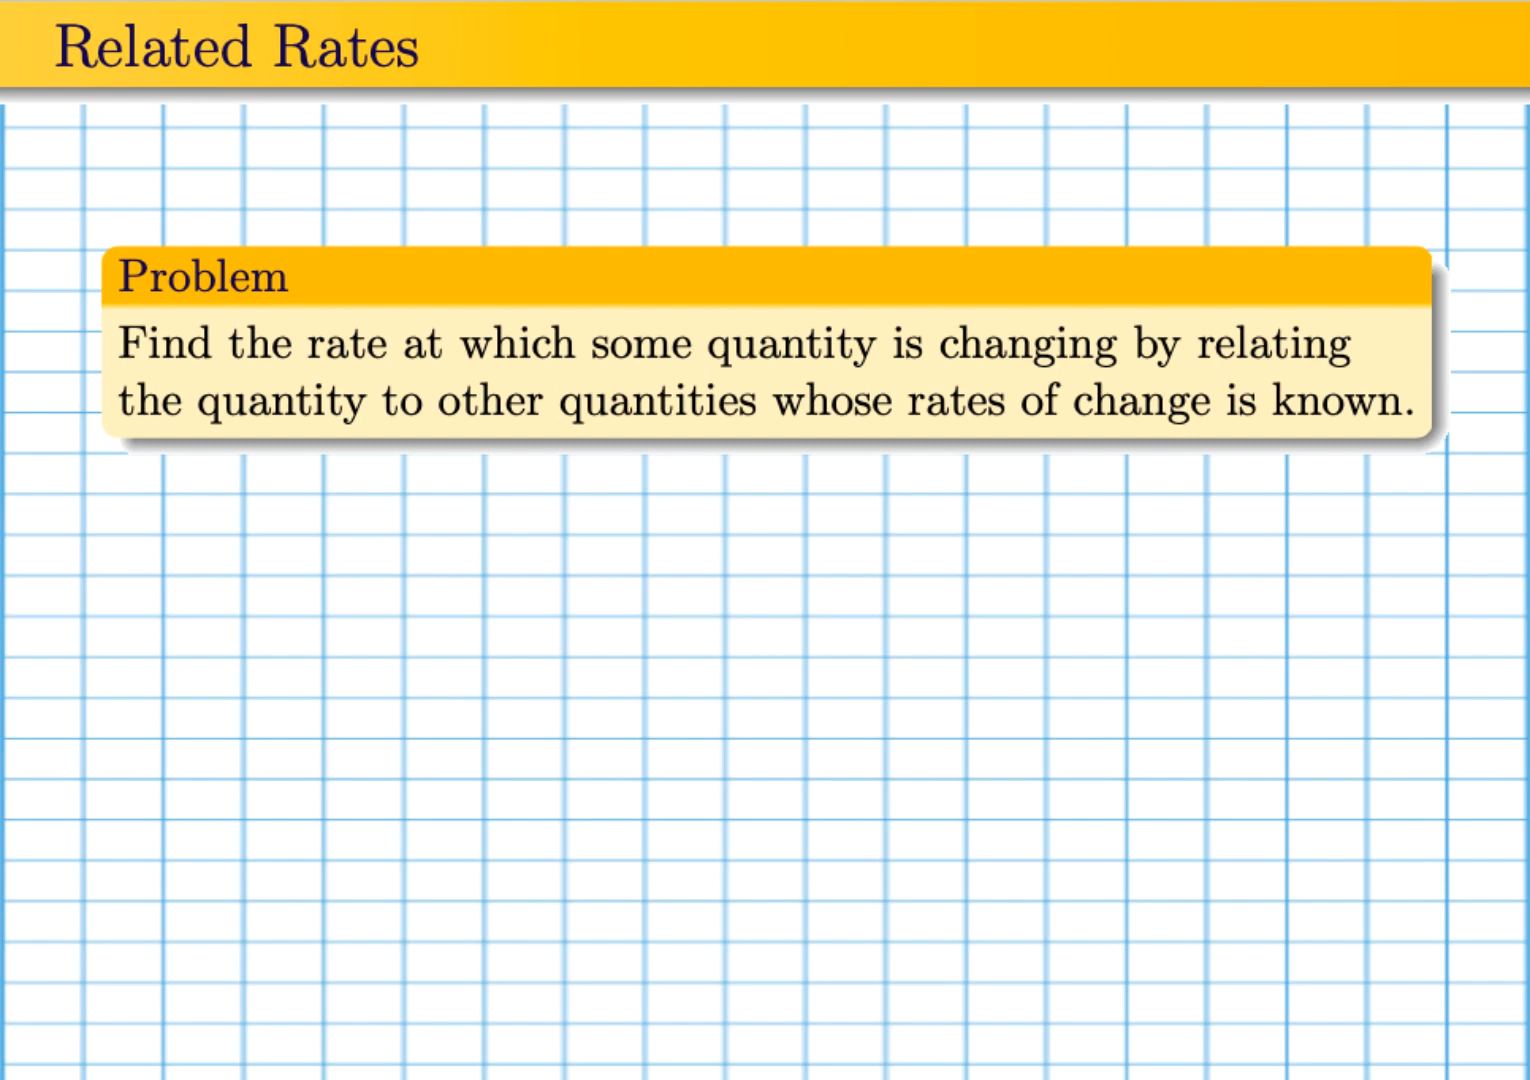 Related Rates
Problem
Find the rate at which some quantity is changing by relating
the quantity to other quantities whose rates of change is known.